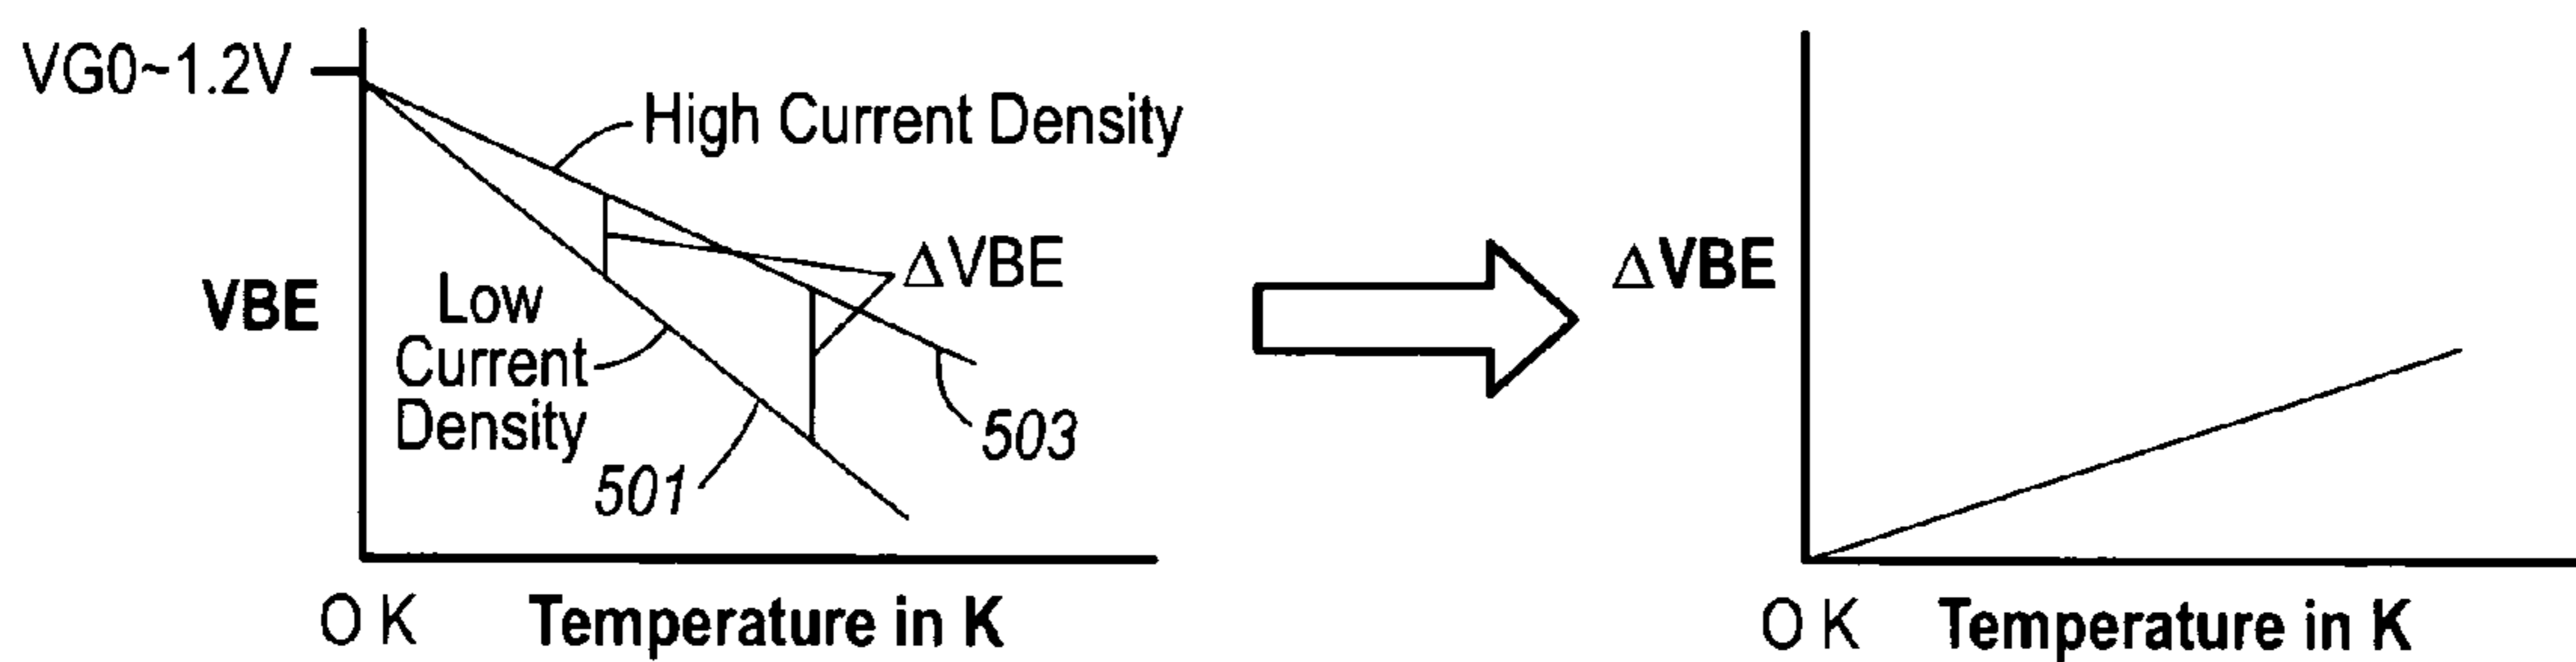 VG0~1.2V
High Current Density
ΔVBE
VBE
Low
Current
Density
501
503
O K
Temperature in K
ΔVBE
O K
Temperature in K